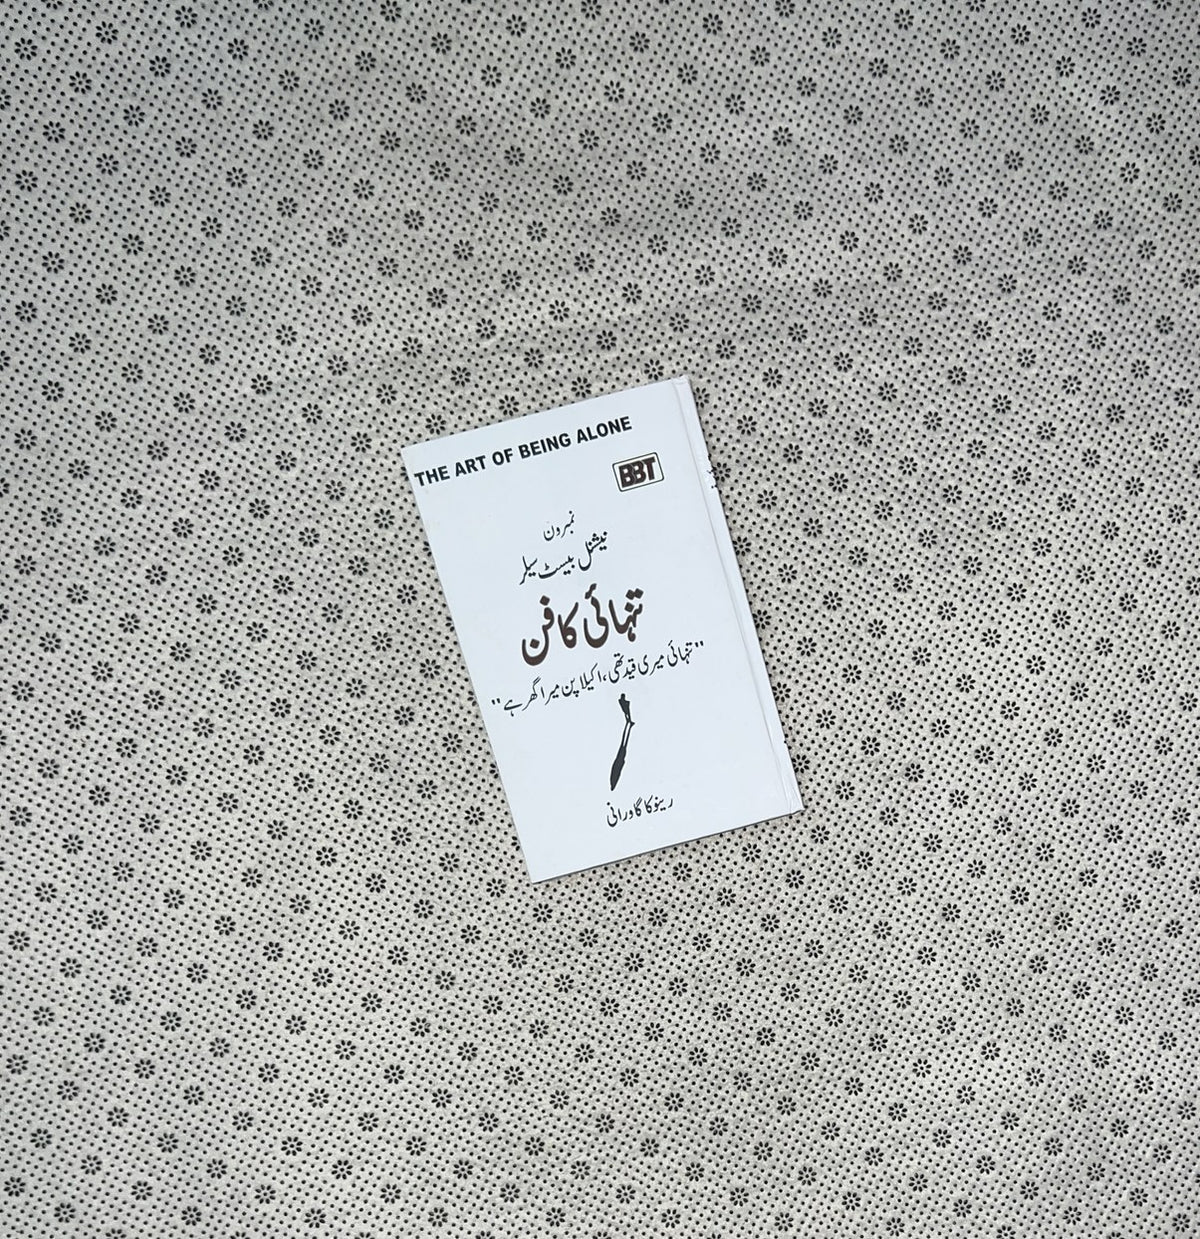 THE ART OF BEING ALONE
BBT
نمبرون
نیشنل بیسٹ سیلر
تنہائی کا فن
"تنہائی میری قید تھی، اکیلا پن میرا گھر ہے"
رینوکا گاورانی